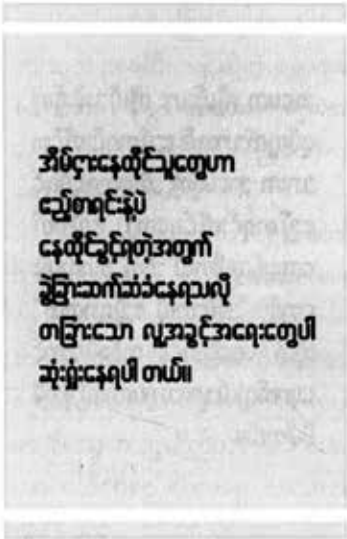 အိမ်ငှားနေထိုင်သူတွေဟာ
ဧည့်စာရင်းနဲ့ပဲ
နေထိုင်ခွင့်ရတဲ့အတွက်
ခွဲခြားဆက်ဆံခံနေရသလို
တခြားသော လူ့အခွင့်အရေးတွေပါ
ဆုံးရှုံးနေရပါ တယ်။